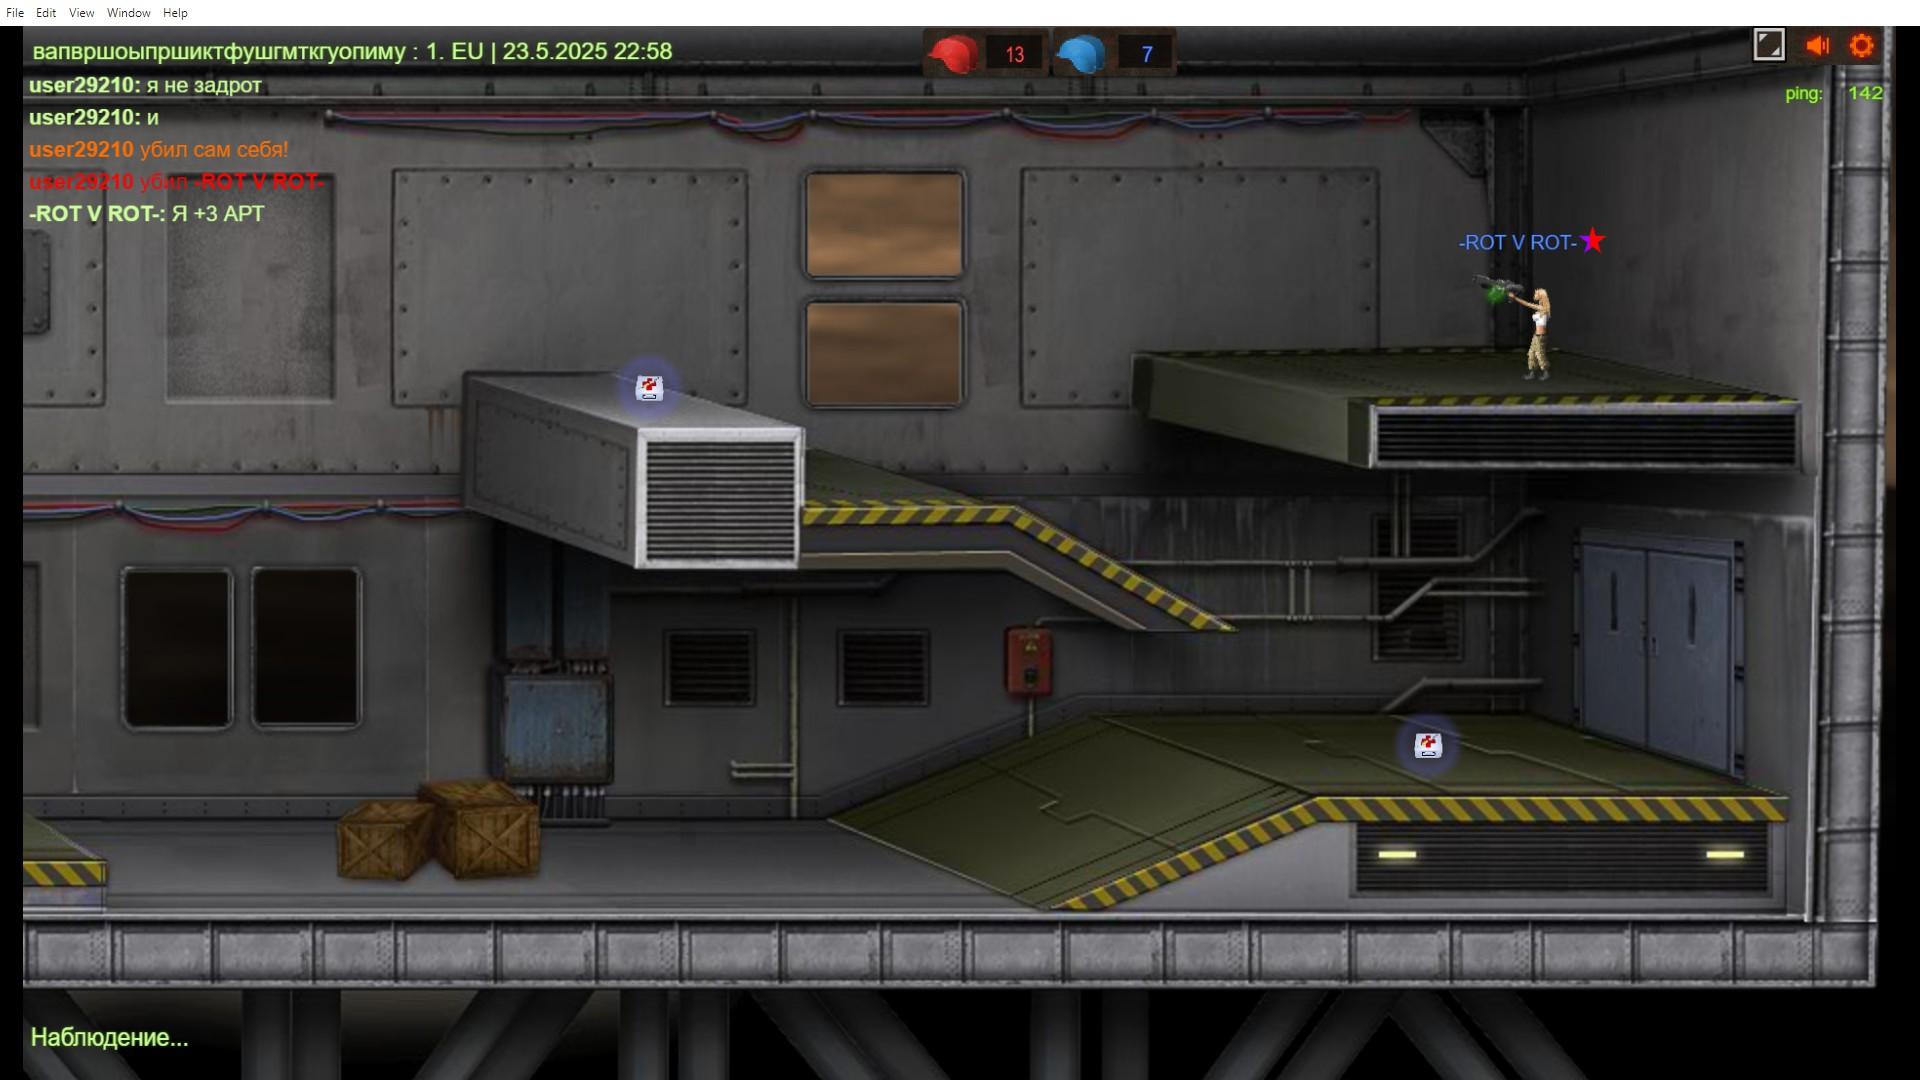 File Edit View Window Help
вапвршоыпршиктфушгмткгуопиму : 1. EU | 23.5.2025 22:58
13 7
user29210: я не задрот
ping: 142
user29210: и
user29210 убил сам себя!
user29210 убил -ROT V ROT-
-ROT V ROT-: Я +3 АРТ
-ROT V ROT-
Наблюдение...